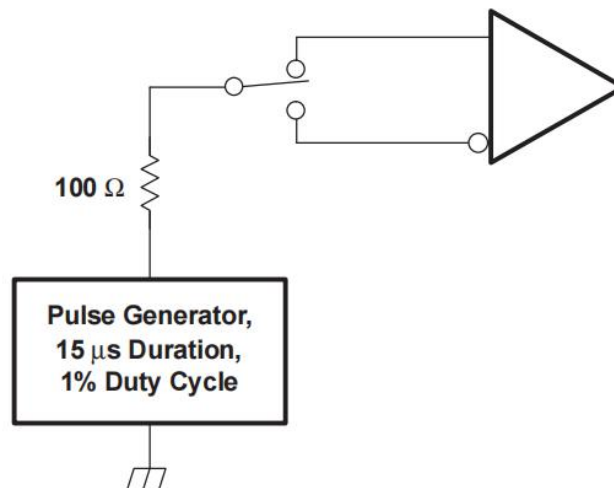 100 Ω
Pulse Generator,
15 μs Duration,
1% Duty Cycle